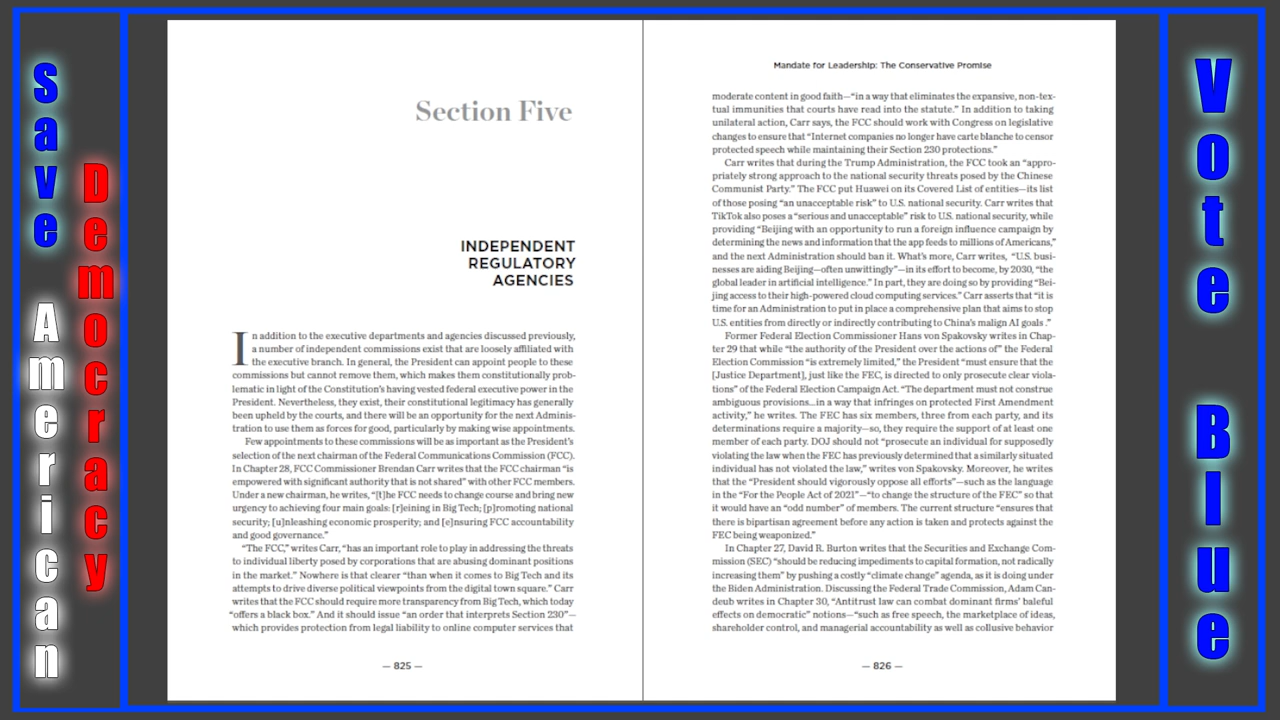 Save American
Democracy
Section Five
INDEPENDENT
REGULATORY
AGENCIES
In addition to the executive departments and agencies discussed previously,
a number of independent commissions exist that are loosely affiliated with
the executive branch. In general, the President can appoint people to these
commissions but cannot remove them, which makes them constitutionally prob-
lematic in light of the Constitution's having vested federal executive power in the
President. Nevertheless, they exist, their constitutional legitimacy has generally
been upheld by the courts, and there will be an opportunity for the next Adminis-
tration to use them as forces for good, particularly by making wise appointments.
Few appointments to these commissions will be as important as the President's
selection of the next chairman of the Federal Communications Commission (FCC).
In Chapter 28, FCC Commissioner Brendan Carr writes that the FCC chairman “is
empowered with significant authority that is not shared” with other FCC members.
Under a new chairman, he writes, “[t]he FCC needs to change course and bring new
urgency to achieving four main goals: [r]eining in Big Tech; [p]romoting national
security; [u]nleashing economic prosperity; and [e]nsuring FCC accountability
and good governance.”
“The FCC,” writes Carr, “has an important role to play in addressing the threats
to individual liberty posed by corporations that are abusing dominant positions
in the market.” Nowhere is that clearer “than when it comes to Big Tech and its
attempts to drive diverse political viewpoints from the digital town square.” Carr
writes that the FCC should require more transparency from Big Tech, which today
“offers a black box.” And it should issue “an order that interprets Section 230”—
which provides protection from legal liability to online computer services that
— 825 —
Mandate for Leadership: The Conservative Promise
moderate content in good faith—“in a way that eliminates the expansive, non-tex-
tual immunities that courts have read into the statute.” In addition to taking
unilateral action, Carr says, the FCC should work with Congress on legislative
changes to ensure that “Internet companies no longer have carte blanche to censor
protected speech while maintaining their Section 230 protections.”
Carr writes that during the Trump Administration, the FCC took an “appro-
priately strong approach to the national security threats posed by the Chinese
Communist Party.” The FCC put Huawei on its Covered List of entities—its list
of those posing “an unacceptable risk” to U.S. national security. Carr writes that
TikTok also poses a “serious and unacceptable” risk to U.S. national security, while
providing “Beijing with an opportunity to run a foreign influence campaign by
determining the news and information that the app feeds to millions of Americans,”
and the next Administration should ban it. What's more, Carr writes, “U.S. busi-
nesses are aiding Beijing—often unwittingly”—in its effort to become, by 2030, “the
global leader in artificial intelligence.” In part, they are doing so by providing “Bei-
jing access to their high-powered cloud computing services.” Carr asserts that “it is
time for an Administration to put in place a comprehensive plan that aims to stop
U.S. entities from directly or indirectly contributing to China's malign AI goals .”
Former Federal Election Commissioner Hans von Spakovsky writes in Chap-
ter 29 that while “the authority of the President over the actions of” the Federal
Election Commission “is extremely limited,” the President “must ensure that the
[Justice Department], just like the FEC, is directed to only prosecute clear viola-
tions” of the Federal Election Campaign Act. “The department must not construe
ambiguous provisions…in a way that infringes on protected First Amendment
activity,” he writes. The FEC has six members, three from each party, and its
determinations require a majority—so, they require the support of at least one
member of each party. DOJ should not “prosecute an individual for supposedly
violating the law when the FEC has previously determined that a similarly situated
individual has not violated the law,” writes von Spakovsky. Moreover, he writes
that the “President should vigorously oppose all efforts”—such as the language
in the “For the People Act of 2021”—“to change the structure of the FEC” so that
it would have an “odd number” of members. The current structure “ensures that
there is bipartisan agreement before any action is taken and protects against the
FEC being weaponized.”
In Chapter 27, David R. Burton writes that the Securities and Exchange Com-
mission (SEC) “should be reducing impediments to capital formation, not radically
increasing them” by pushing a costly “climate change” agenda, as it is doing under
the Biden Administration. Discussing the Federal Trade Commission, Adam Can-
deub writes in Chapter 30, “Antitrust law can combat dominant firms' baleful
effects on democratic” notions—“such as free speech, the marketplace of ideas,
shareholder control, and managerial accountability as well as collusive behavior
— 826 —
Vote Blue